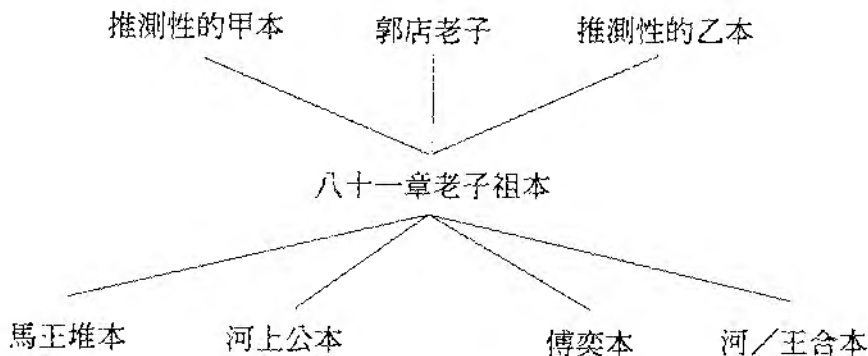 推測性的甲本 郭店老子 推測性的乙本
八十一章老子祖本
馬王堆本 河上公本 傅奕本 河／王合本